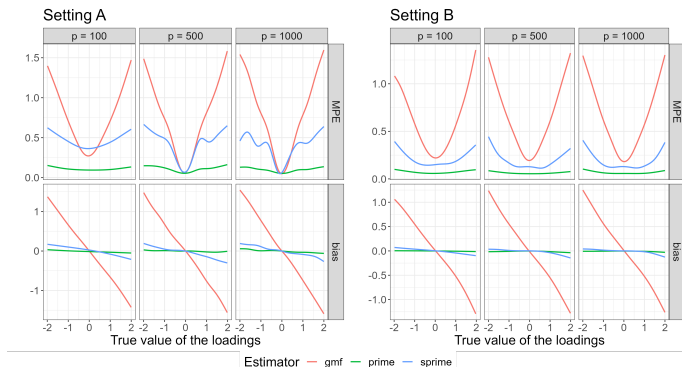 Setting A
Setting B
p = 100
p = 500
p = 1000
p = 100
p = 500
p = 1000
1.5
1.0
0.5
0.0
MPE
1.0
0.5
0.0
MPE
1
0
-1
bias
1.0
0.5
0.0
-0.5
-1.0
bias
-2 -1 0 1 2 -2 -1 0 1 2 -2 -1 0 1 2
-2 -1 0 1 2 -2 -1 0 1 2 -2 -1 0 1 2
True value of the loadings
True value of the loadings
Estimator gmf prime sprime